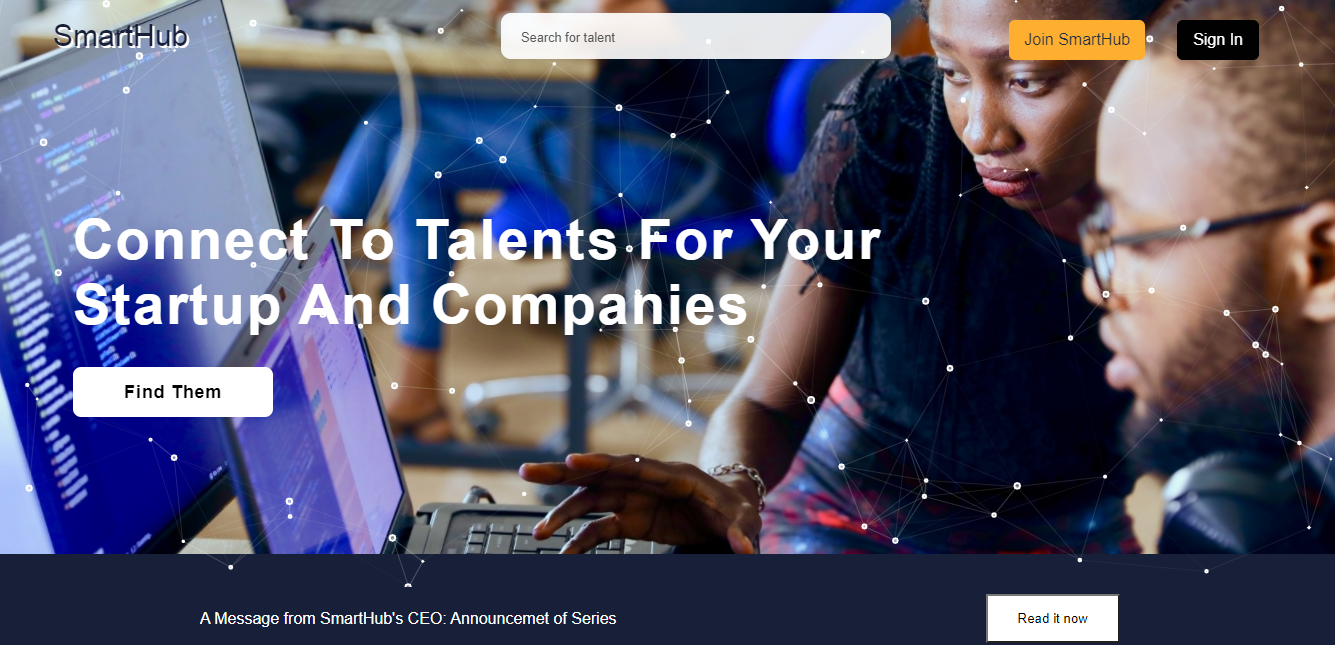 SmartHub
Search for talent
Join SmartHub
Sign In
Connect To Talents For Your
Startup And Companies
Find Them
A Message from SmartHub's CEO: Announcemet of Series
Read it now